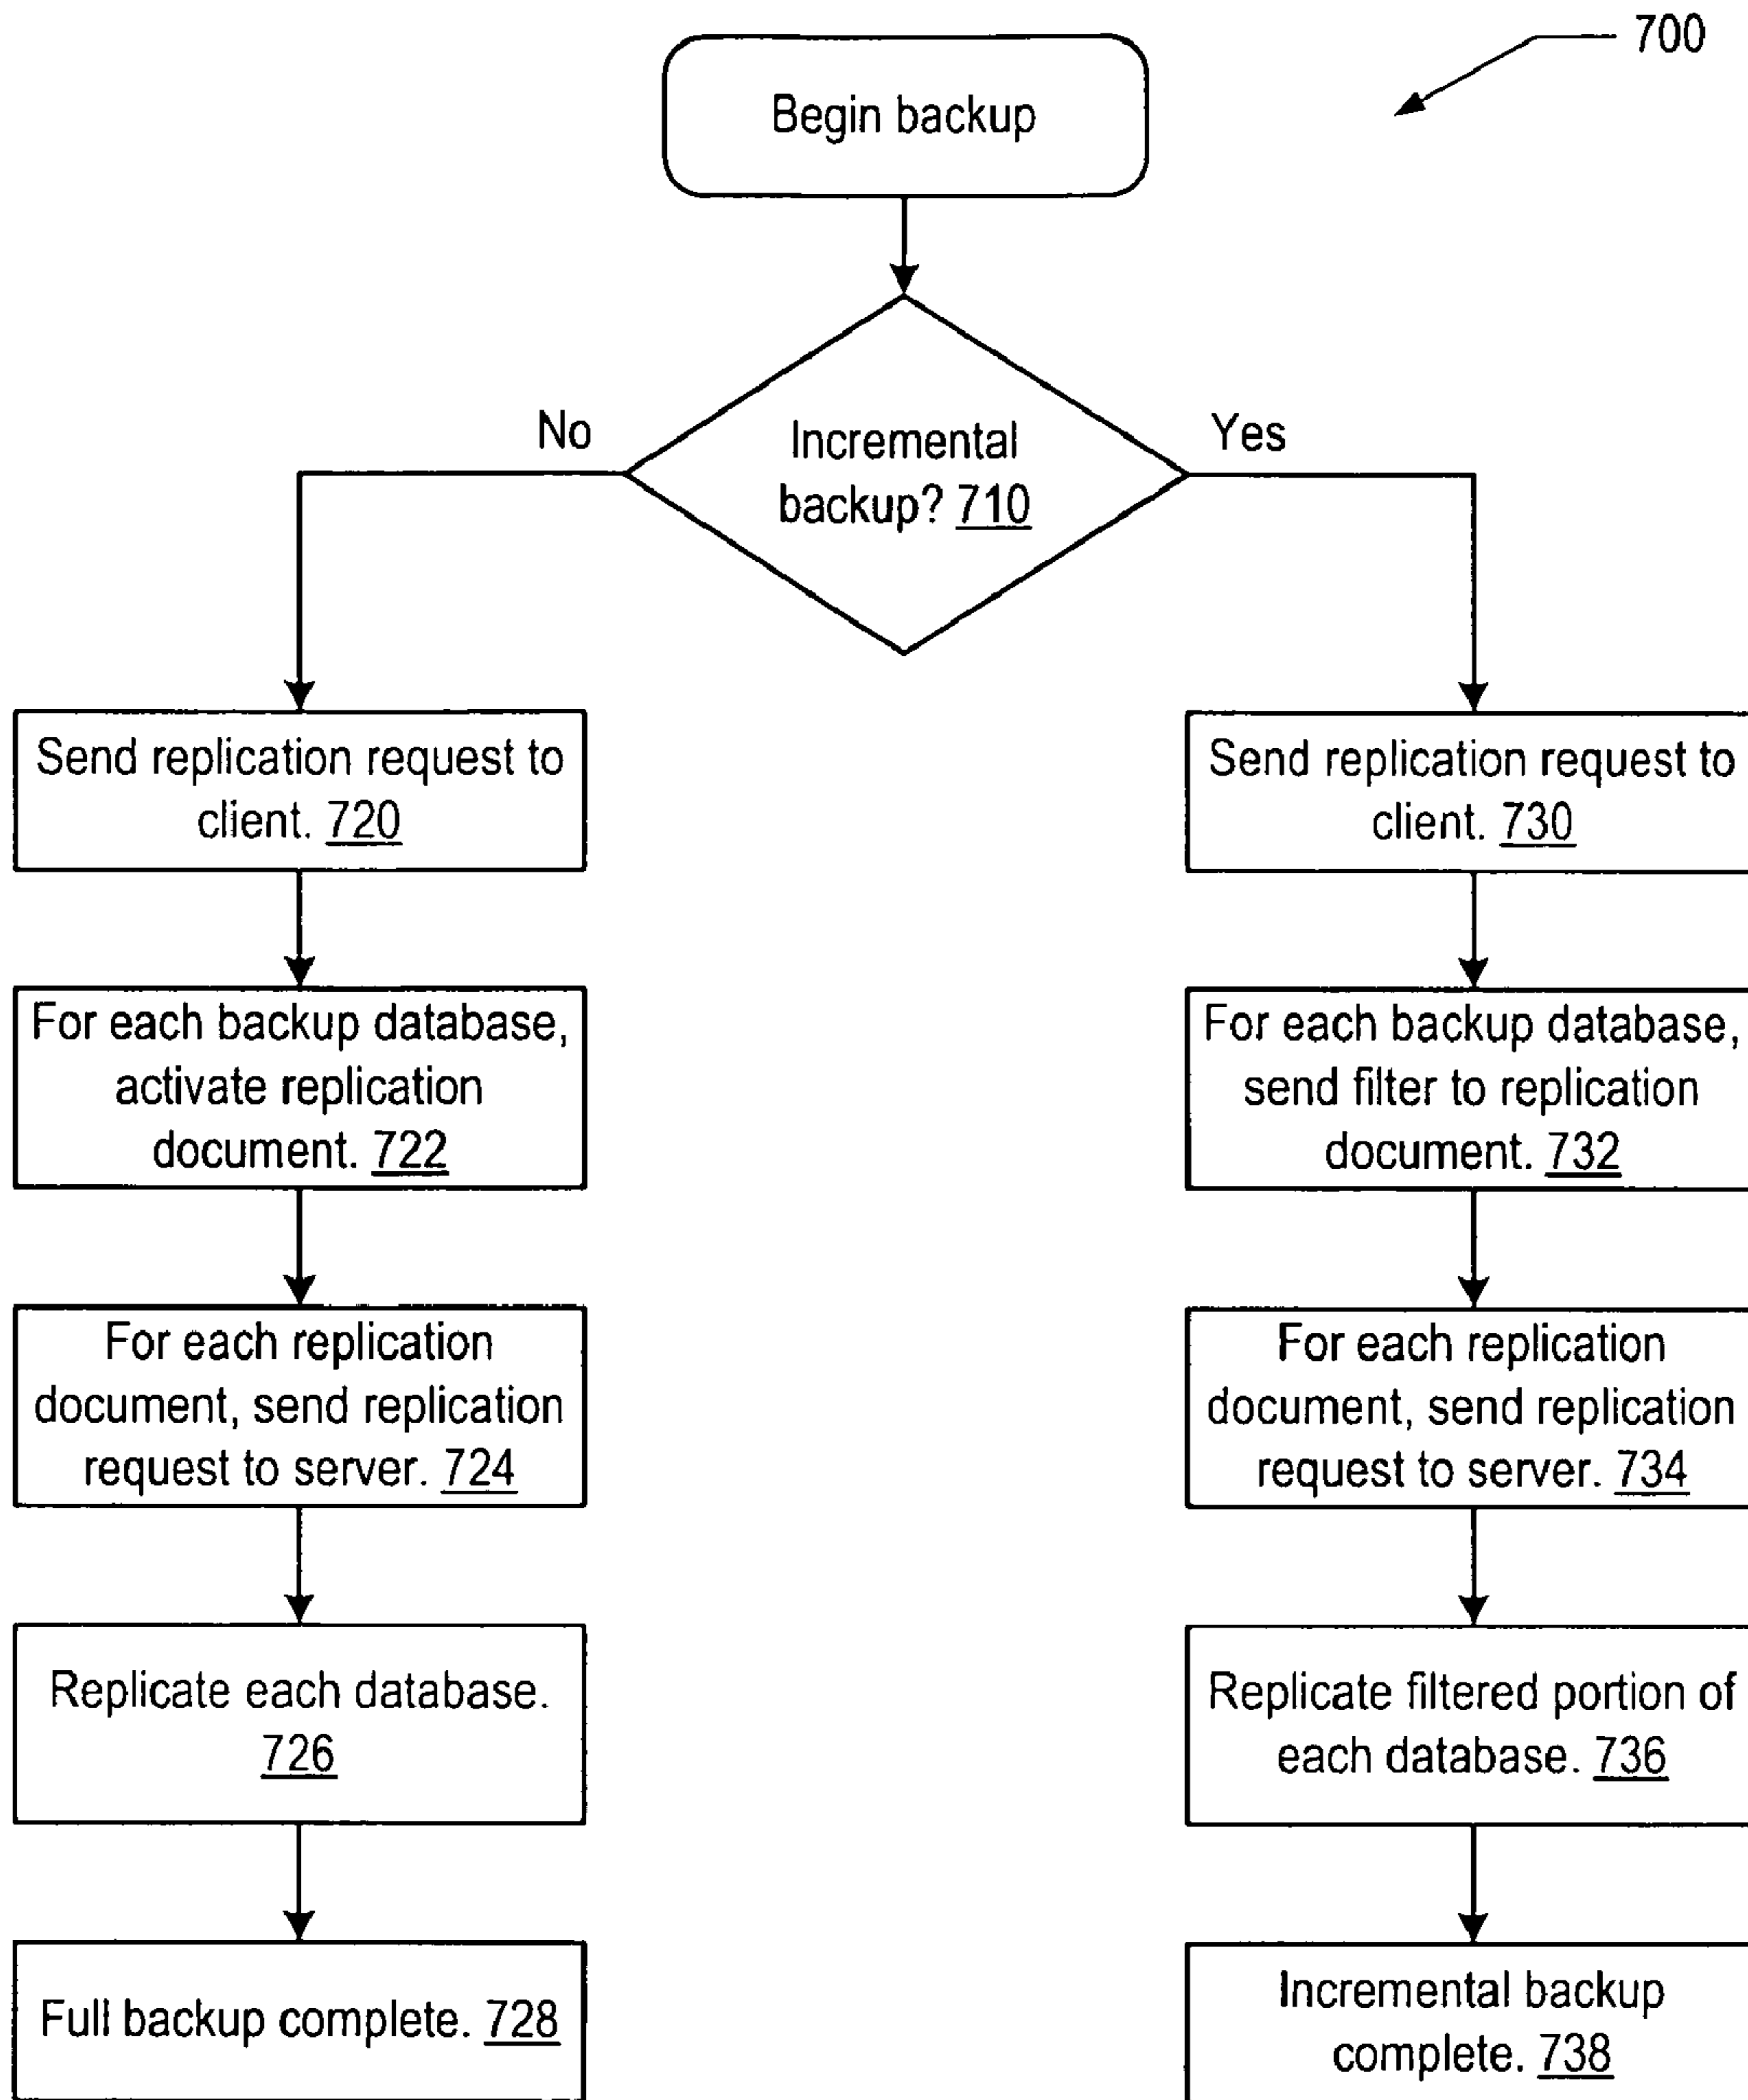 700
Begin backup
Incremental
backup? 710
No
Yes
Send replication request to
client. 720
For each backup database,
activate replication
document. 722
For each replication
document, send replication
request to server. 724
Replicate each database.
726
Full backup complete. 728
Send replication request to
client. 730
For each backup database,
send filter to replication
document. 732
For each replication
document, send replication
request to server. 734
Replicate filtered portion of
each database. 736
Incremental backup
complete. 738